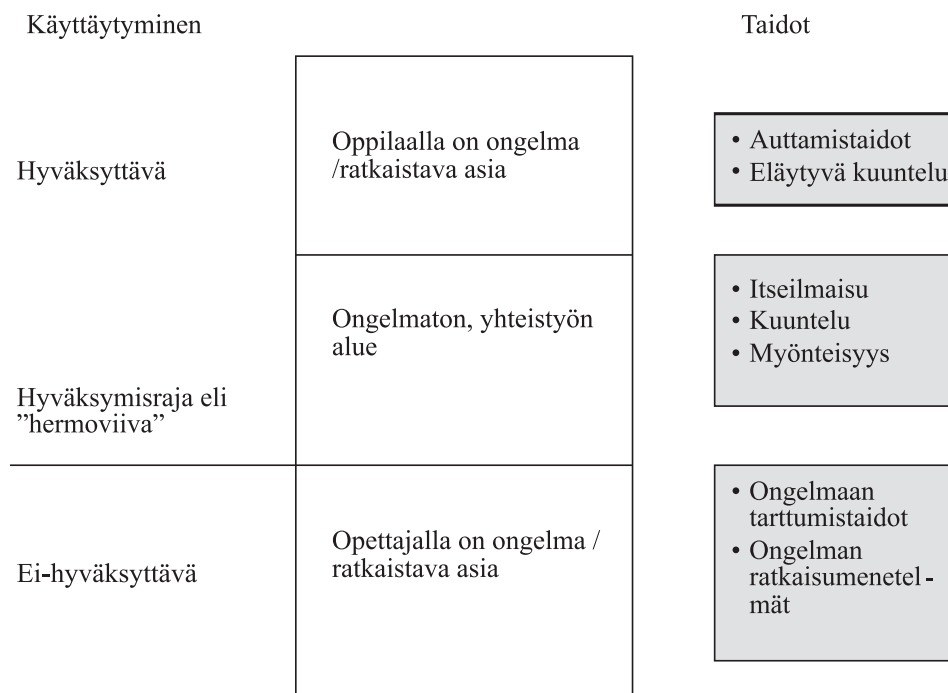 Käyttäytyminen
Taidot
Hyväksyttävä
Oppilaalla on ongelma
/ratkaistava asia
• Auttamistaidot
• Eläytyvä kuuntelu
Ongelmaton, yhteistyön
alue
• Itseilmaisu
• Kuuntelu
• Myönteisyys
Hyväksymisraja eli
”hermoviiva”
Ei-hyväksyttävä
Opettajalla on ongelma /
ratkaistava asia
• Ongelmaan
tarttumistaidot
• Ongelman
ratkaisumenetel-
mät